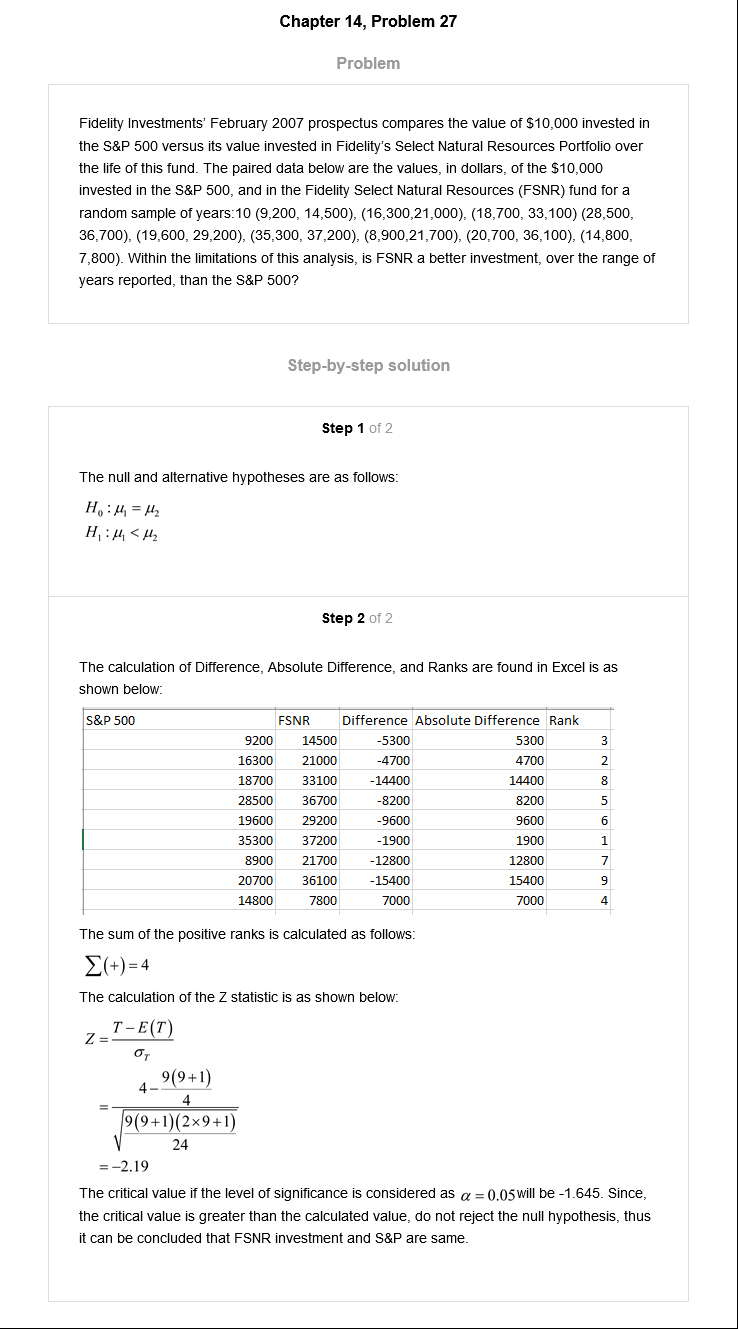 Chapter 14, Problem 27
Problem
Fidelity Investments' February 2007 prospectus compares the value of $10,000 invested in
the S&P 500 versus its value invested in Fidelity's Select Natural Resources Portfolio over
the life of this fund. The paired data below are the values, in dollars, of the $10,000
invested in the S&P 500, and in the Fidelity Select Natural Resources (FSNR) fund for a
random sample of years:10 (9,200, 14,500), (16,300,21,000), (18,700, 33,100) (28,500,
36,700), (19,600, 29,200), (35,300, 37,200), (8,900,21,700), (20,700, 36,100), (14,800,
7,800). Within the limitations of this analysis, is FSNR a better investment, over the range of
years reported, than the S&P 500?
Step-by-step solution
Step 1 of 2
The null and alternative hypotheses are as follows:
H₀ : μ₁ = μ₂
H₁ : μ₁ < μ₂
Step 2 of 2
The calculation of Difference, Absolute Difference, and Ranks are found in Excel is as
shown below:
S&P 500 FSNR Difference Absolute Difference Rank
9200 14500 -5300 5300 3
16300 21000 -4700 4700 2
18700 33100 -14400 14400 8
28500 36700 -8200 8200 5
19600 29200 -9600 9600 6
35300 37200 -1900 1900 1
8900 21700 -12800 12800 7
20700 36100 -15400 15400 9
14800 7800 7000 7000 4
The sum of the positive ranks is calculated as follows:
∑(+) = 4
The calculation of the Z statistic is as shown below:
Z = T − E(T)
σ_T
= 4 − 9(9+1)
4
√ 9(9+1)(2×9+1)
24
= −2.19
The critical value if the level of significance is considered as α = 0.05 will be -1.645. Since,
the critical value is greater than the calculated value, do not reject the null hypothesis, thus
it can be concluded that FSNR investment and S&P are same.